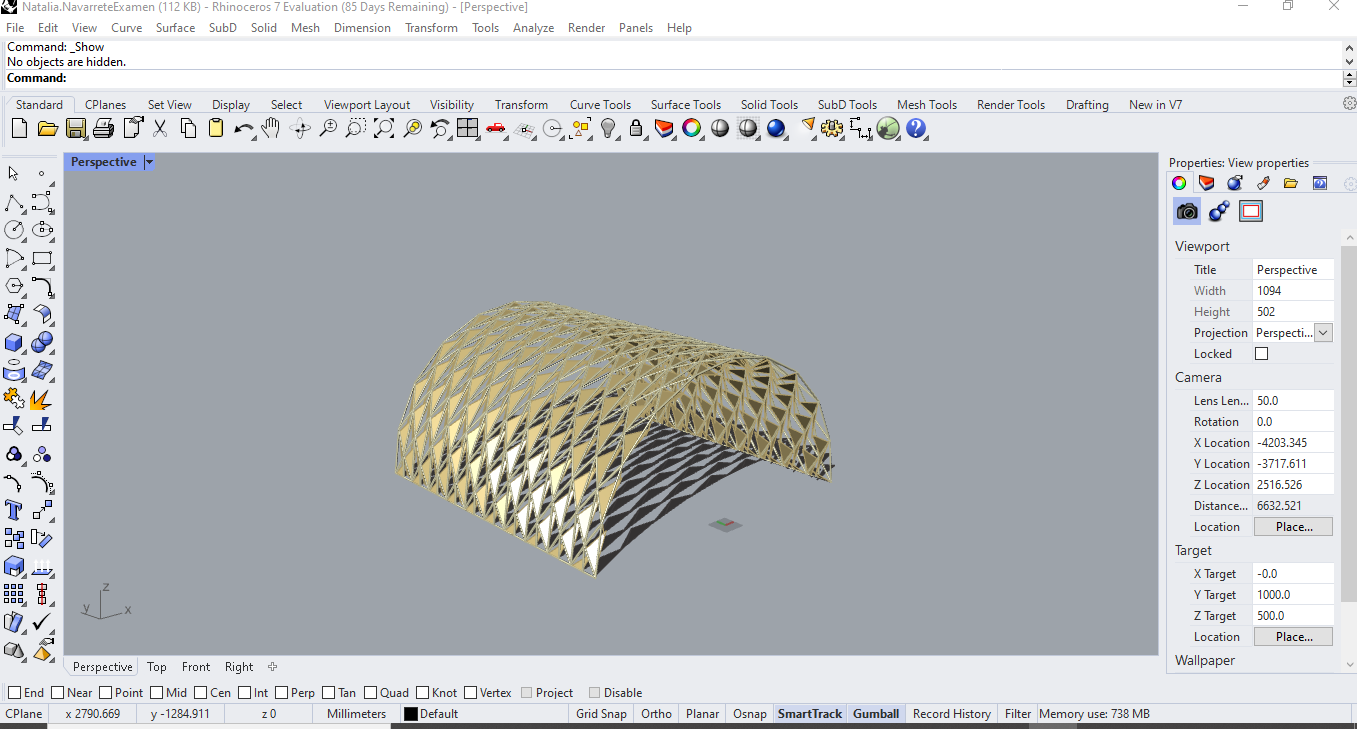 Natalia.NavarreteExamen (112 KB) - Rhinoceros 7 Evaluation (85 Days Remaining) - [Perspective]
File Edit View Curve Surface SubD Solid Mesh Dimension Transform Tools Analyze Render Panels Help
Command: _Show
No objects are hidden.
Command:
Standard CPlanes Set View Display Select Viewport Layout Visibility Transform Curve Tools Surface Tools Solid Tools SubD Tools Mesh Tools Render Tools Drafting New in V7
Perspective
z
y
x
Properties: View properties
Viewport
Title Perspective
Width 1094
Height 502
Projection Perspecti...
Locked
Camera
Lens Len... 50.0
Rotation 0.0
X Location -4203.345
Y Location -3717.611
Z Location 2516.526
Distance... 6632.521
Location Place...
Target
X Target -0.0
Y Target 1000.0
Z Target 500.0
Location Place...
Wallpaper
Perspective Top Front Right
End Near Point Mid Cen Int Perp Tan Quad Knot Vertex Project Disable
CPlane x 2790.669 y -1284.911 z 0 Millimeters Default Grid Snap Ortho Planar Osnap SmartTrack Gumball Record History Filter Memory use: 738 MB